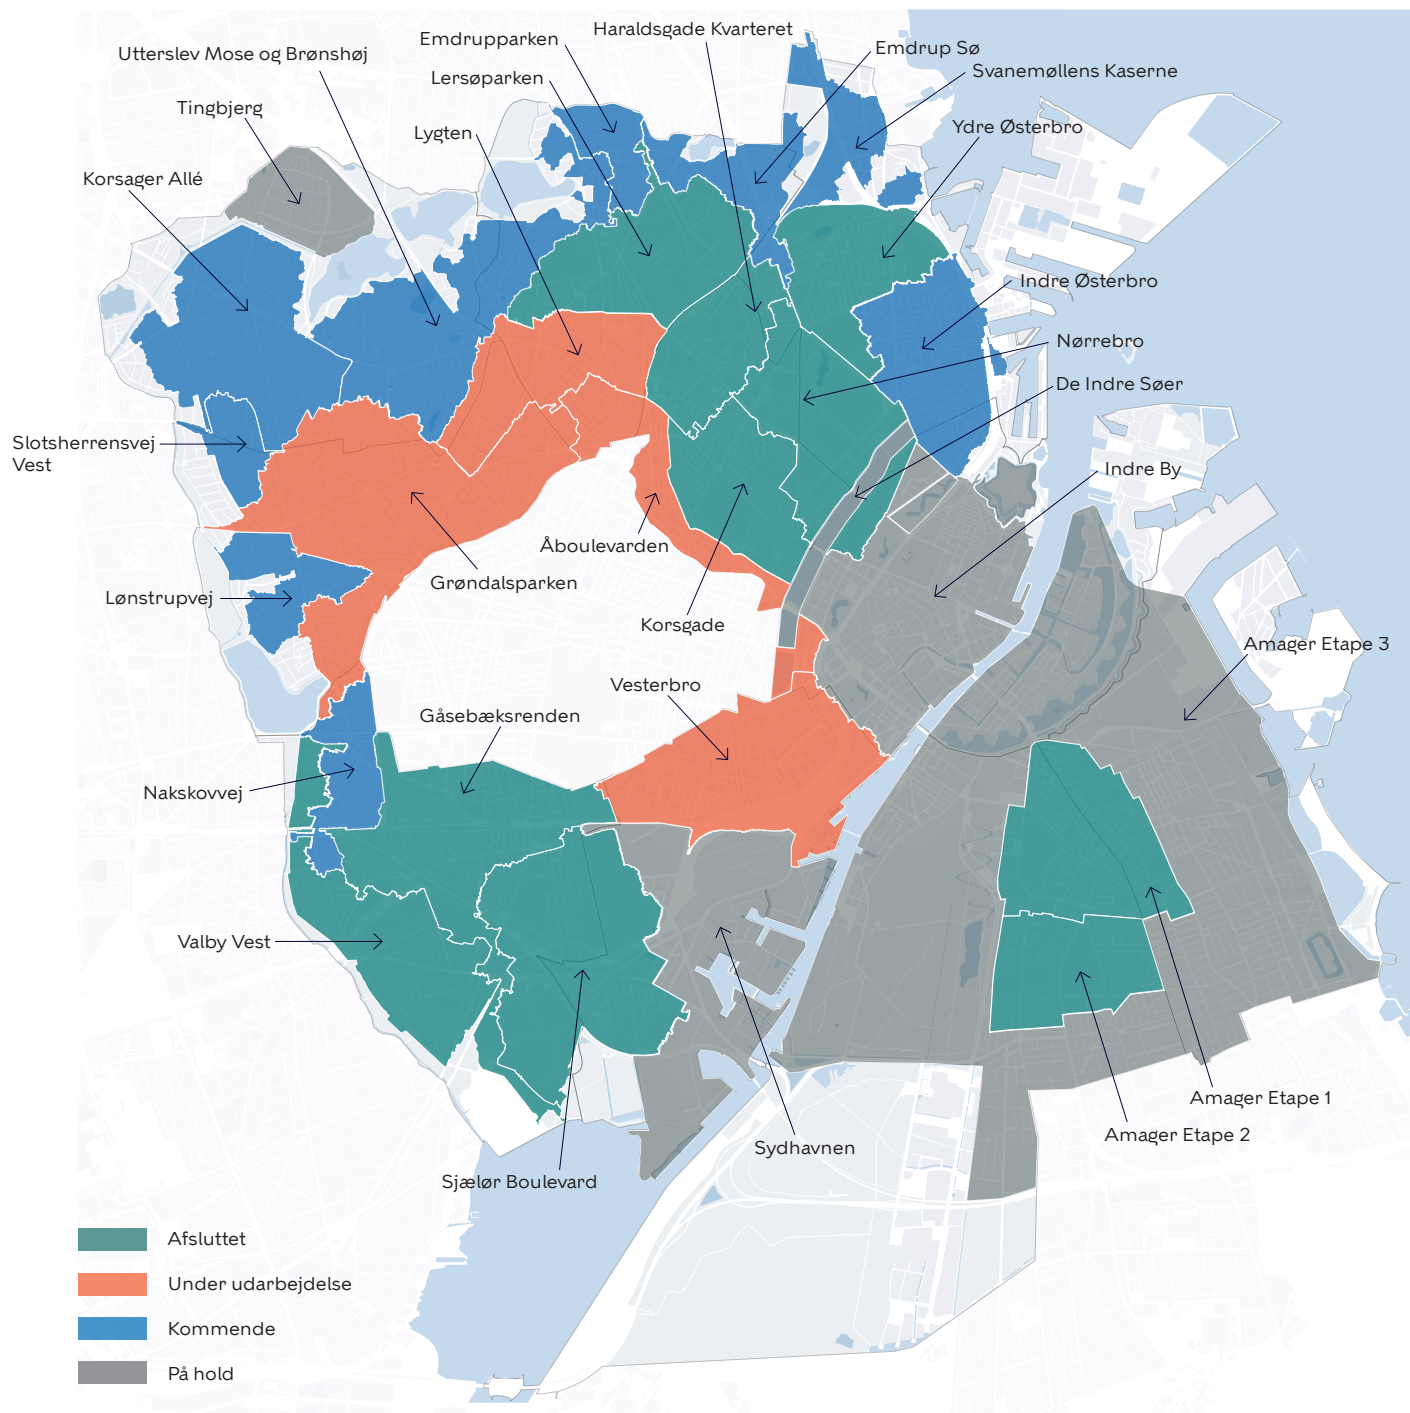 Haraldsgade Kvarteret
Emdrupparken
Emdrup Sø
Utterslev Mose og Brønshøj
Svanemøllens Kaserne
Lersøparken
Tingbjerg
Ydre Østerbro
Lygten
Korsager Allé
Indre Østerbro
Nørrebro
De Indre Søer
Slotsherrensvej
Vest
Indre By
Åboulevarden
Grøndalsparken
Lønstrupvej
Korsgade
Amager Etape 3
Vesterbro
Gåsebæksrenden
Nakskovvej
Valby Vest
Amager Etape 1
Amager Etape 2
Sydhavnen
Sjælør Boulevard
Afsluttet
Under udarbejdelse
Kommende
På hold